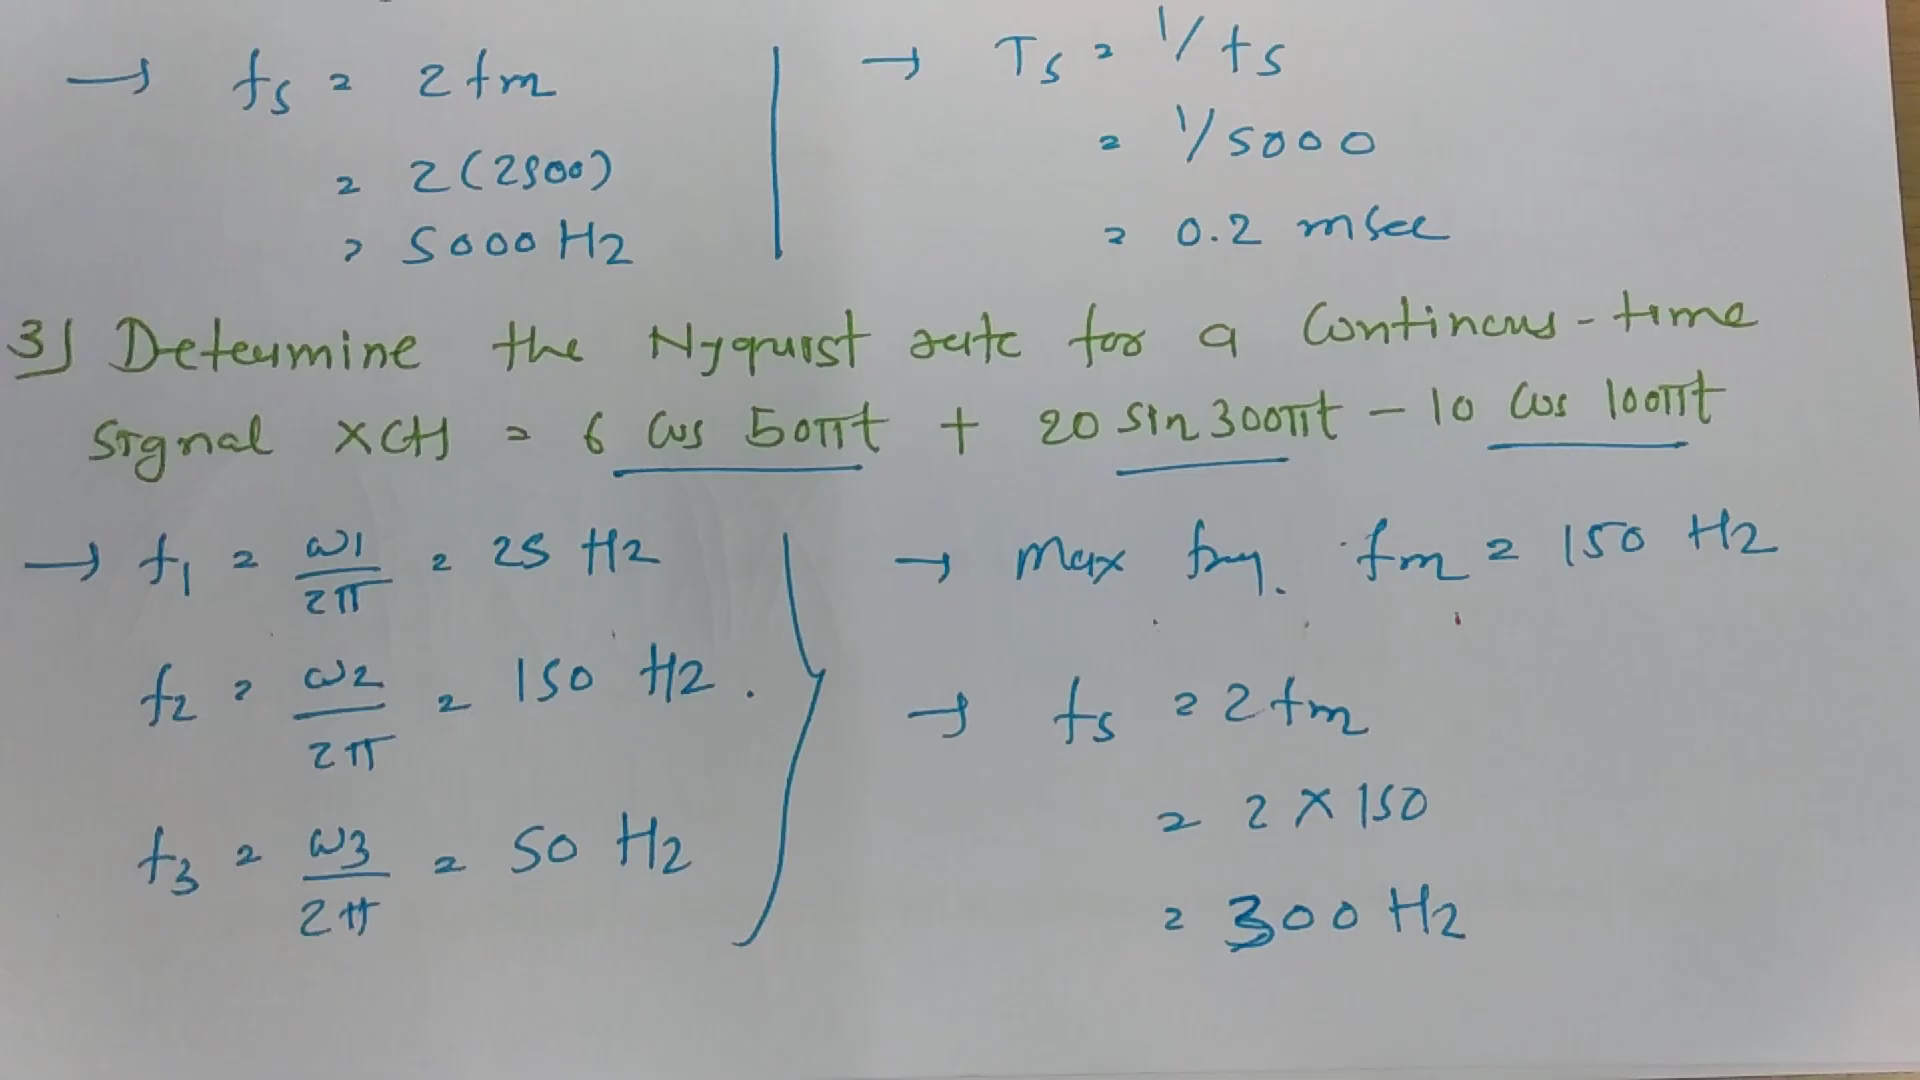 → fs = 2fm
= 2(2500)
= 5000 Hz
→ Ts = 1/fs
= 1/5000
= 0.2 msec
3) Determine the Nyquist rate for a Continous-time
Signal x(t) = 6 cos 50πt + 20 sin 300πt - 10 cos 100πt
→ f1 = ω1/2π = 25 Hz
f2 = ω2/2π = 150 Hz.
f3 = ω3/2π = 50 Hz
→ Max freq. fm = 150 Hz
→ fs = 2fm
= 2 × 150
= 300 Hz